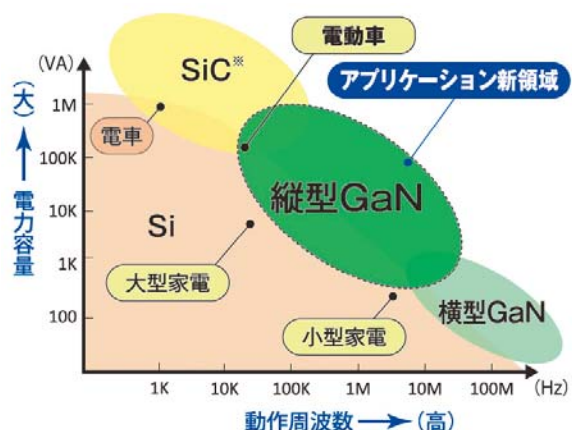 (VA)
(大)
電力容量
1M
100K
10K
1K
100
SiC※
電動車
アプリケーション新領域
電車
縦型GaN
Si
大型家電
小型家電
横型GaN
1K 10K 100K 1M 10M 100M (Hz)
動作周波数 (高)